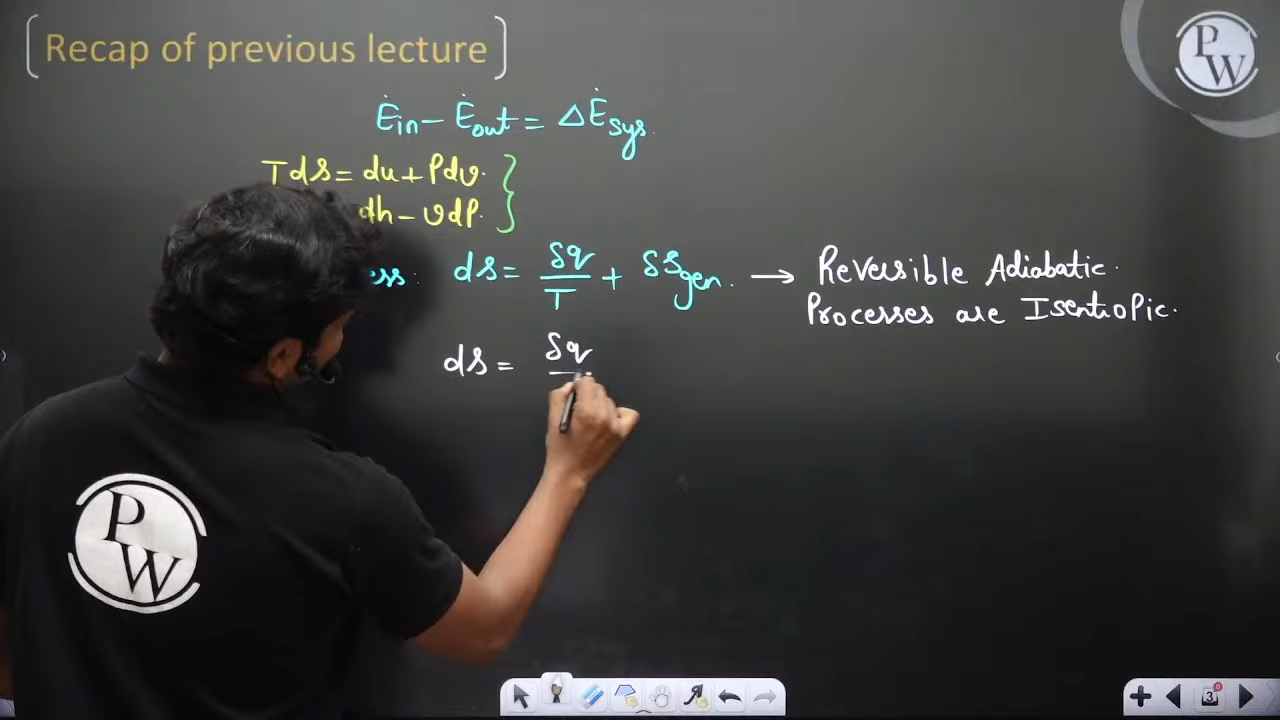 Recap of previous lecture
PW
Ėin − Ėout = ΔĖsys.
Tds = du + Pdv.
dh − vdP.
ds = δq/T + δsgen. → Reversible Adiabatic.
Processes are Isentropic.
ds = δq
PW
3